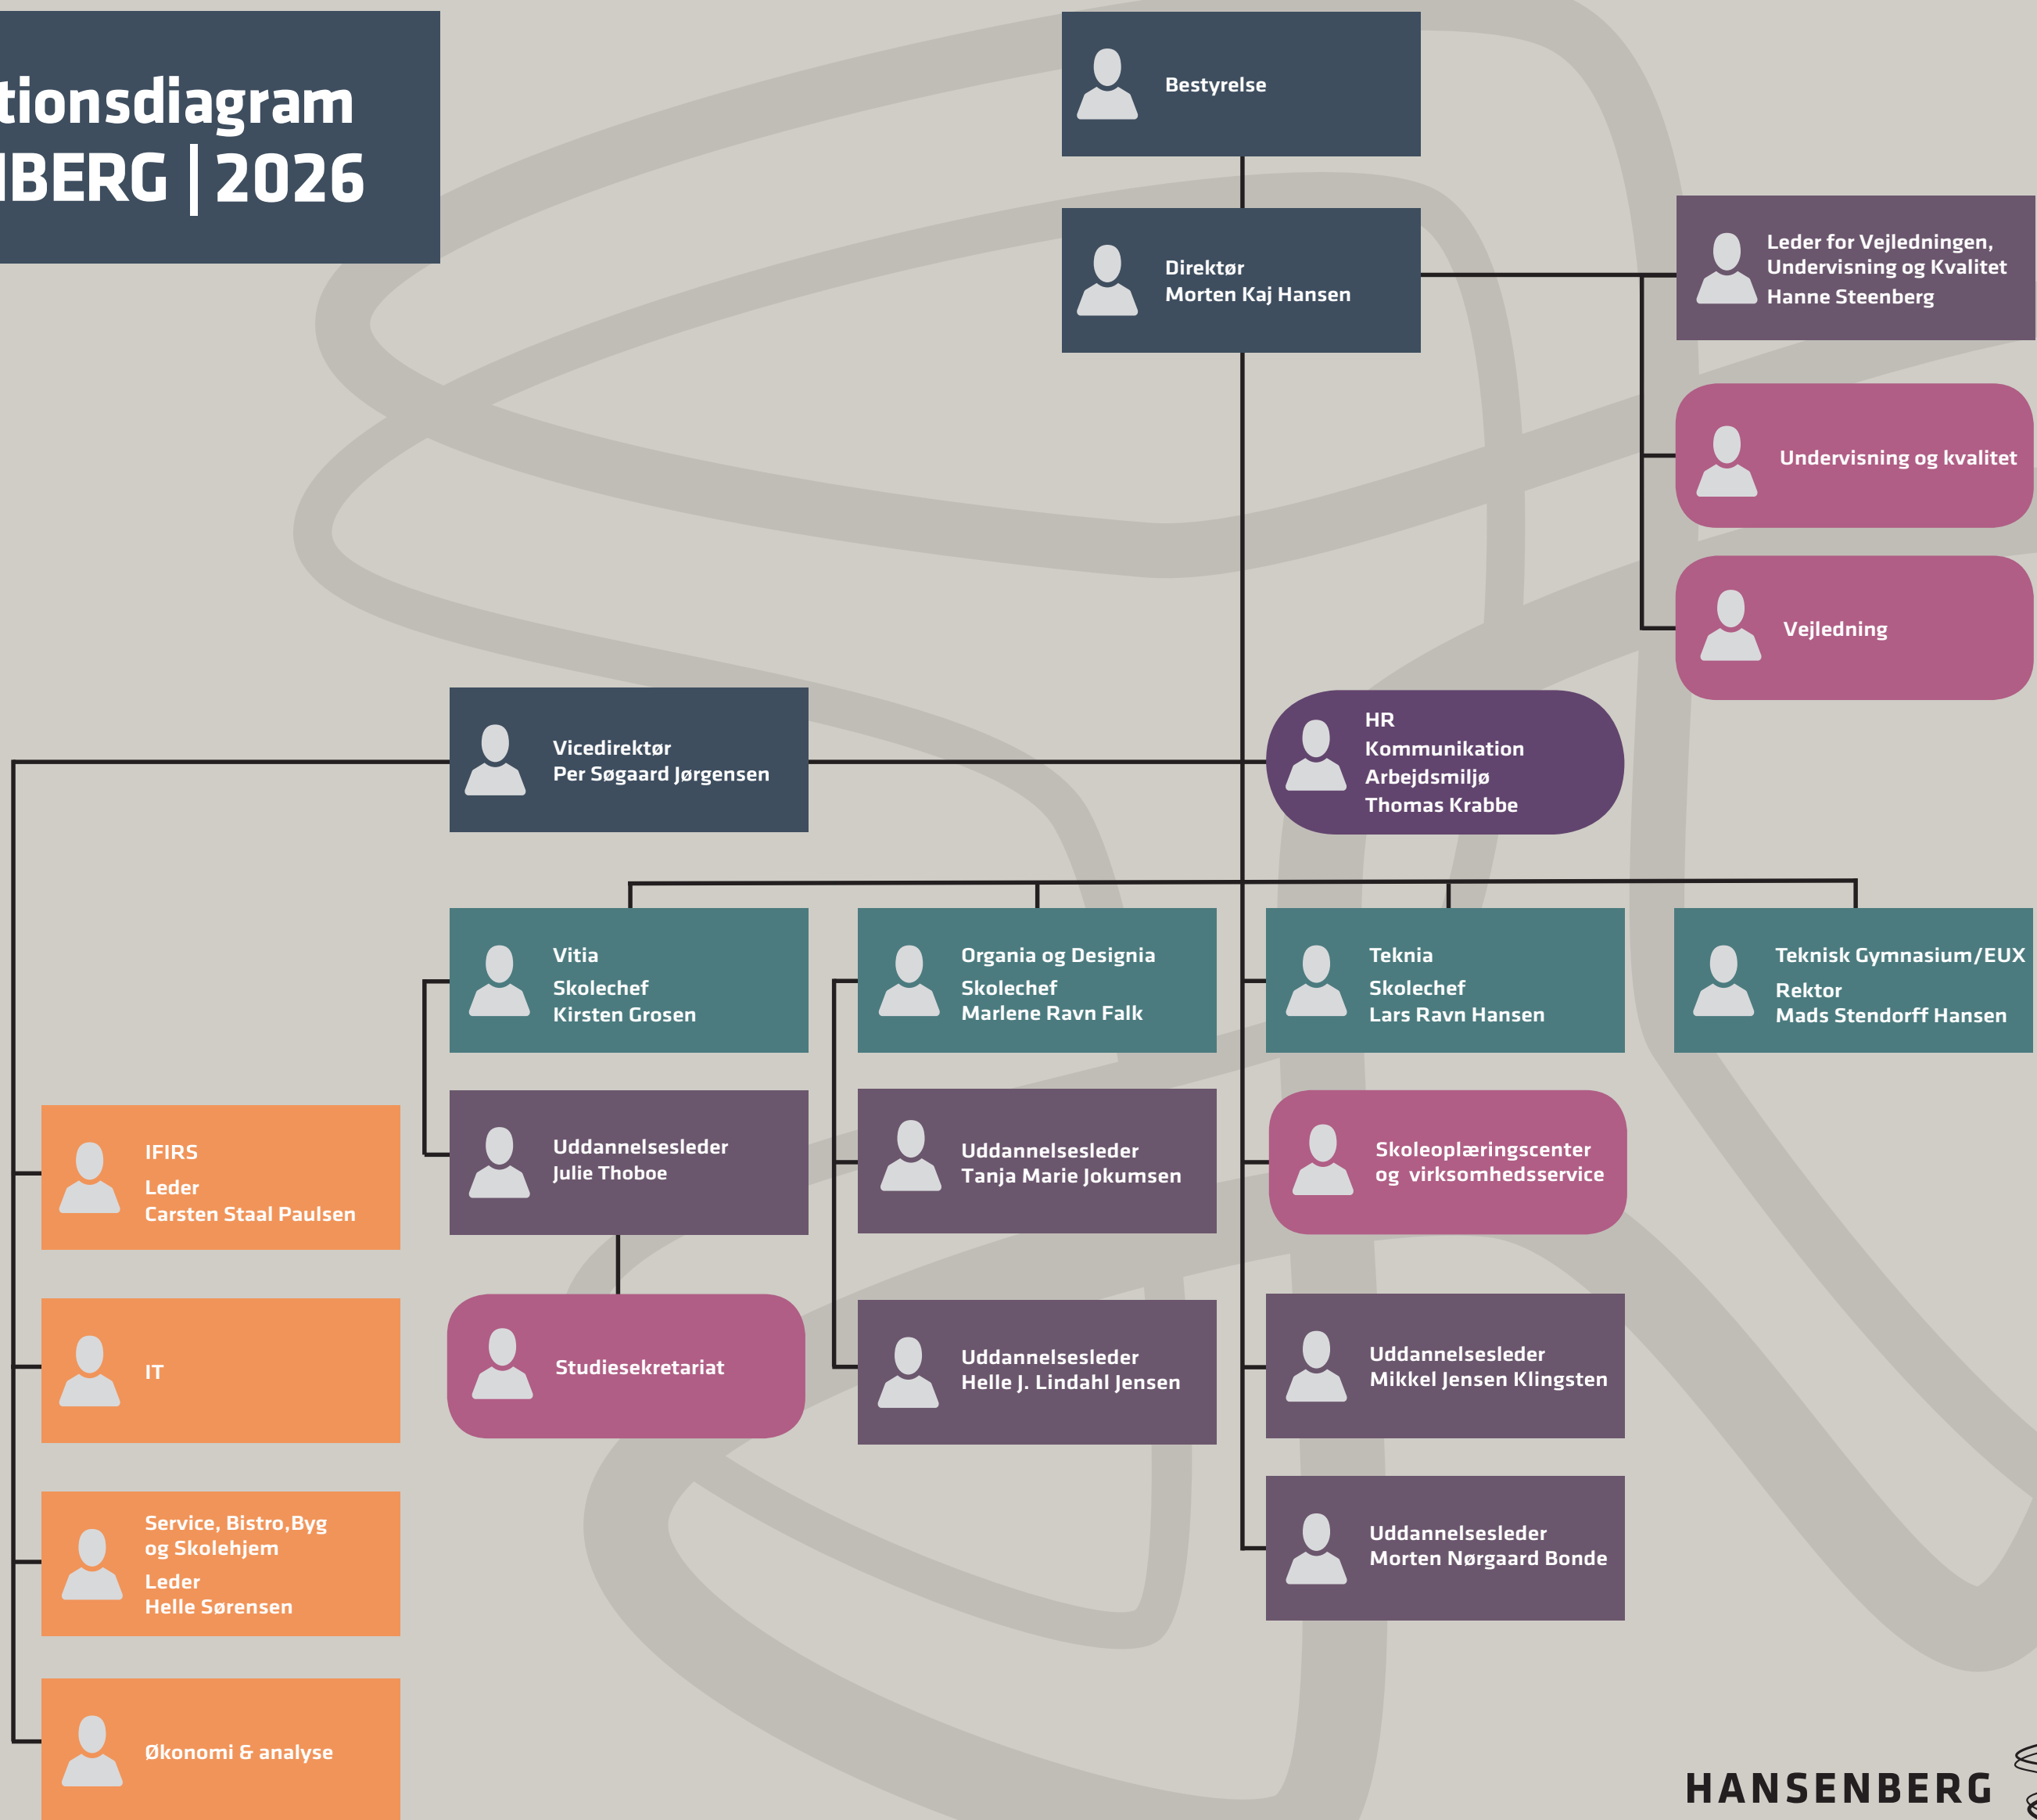 tionsdiagram
NBERG | 2026
Bestyrelse
Direktør
Morten Kaj Hansen
Leder for Vejledningen,
Undervisning og Kvalitet
Hanne Steenberg
Undervisning og kvalitet
Vejledning
Vicedirektør
Per Søgaard Jørgensen
HR
Kommunikation
Arbejdsmiljø
Thomas Krabbe
Vitia
Skolechef
Kirsten Grosen
Organia og Designia
Skolechef
Marlene Ravn Falk
Teknia
Skolechef
Lars Ravn Hansen
Teknisk Gymnasium/EUX
Rektor
Mads Stendorff Hansen
IFIRS
Leder
Carsten Staal Paulsen
Uddannelsesleder
Julie Thoboe
Uddannelsesleder
Tanja Marie Jokumsen
Skoleoplæringscenter
og virksomhedsservice
IT
Studiesekretariat
Uddannelsesleder
Helle J. Lindahl Jensen
Uddannelsesleder
Mikkel Jensen Klingsten
Service, Bistro,Byg
og Skolehjem
Leder
Helle Sørensen
Uddannelsesleder
Morten Nørgaard Bonde
Økonomi & analyse
HANSENBERG